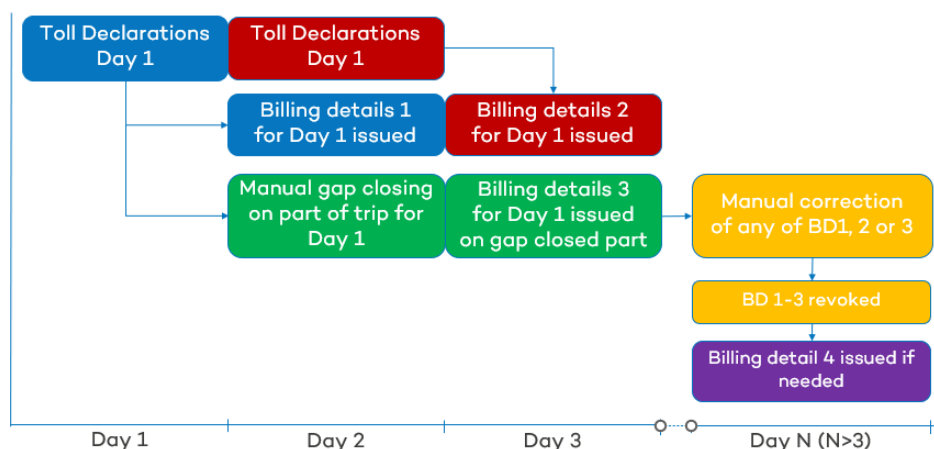 Toll Declarations
Day 1
Toll Declarations
Day 1
Billing details 1
for Day 1 issued
Billing details 2
for Day 1 issued
Manual gap closing
on part of trip for
Day 1
Billing details 3
for Day 1 issued
on gap closed part
Manual correction
of any of BD1, 2 or 3
BD 1-3 revoked
Billing detail 4 issued if
needed
Day 1
Day 2
Day 3
Day N (N>3)